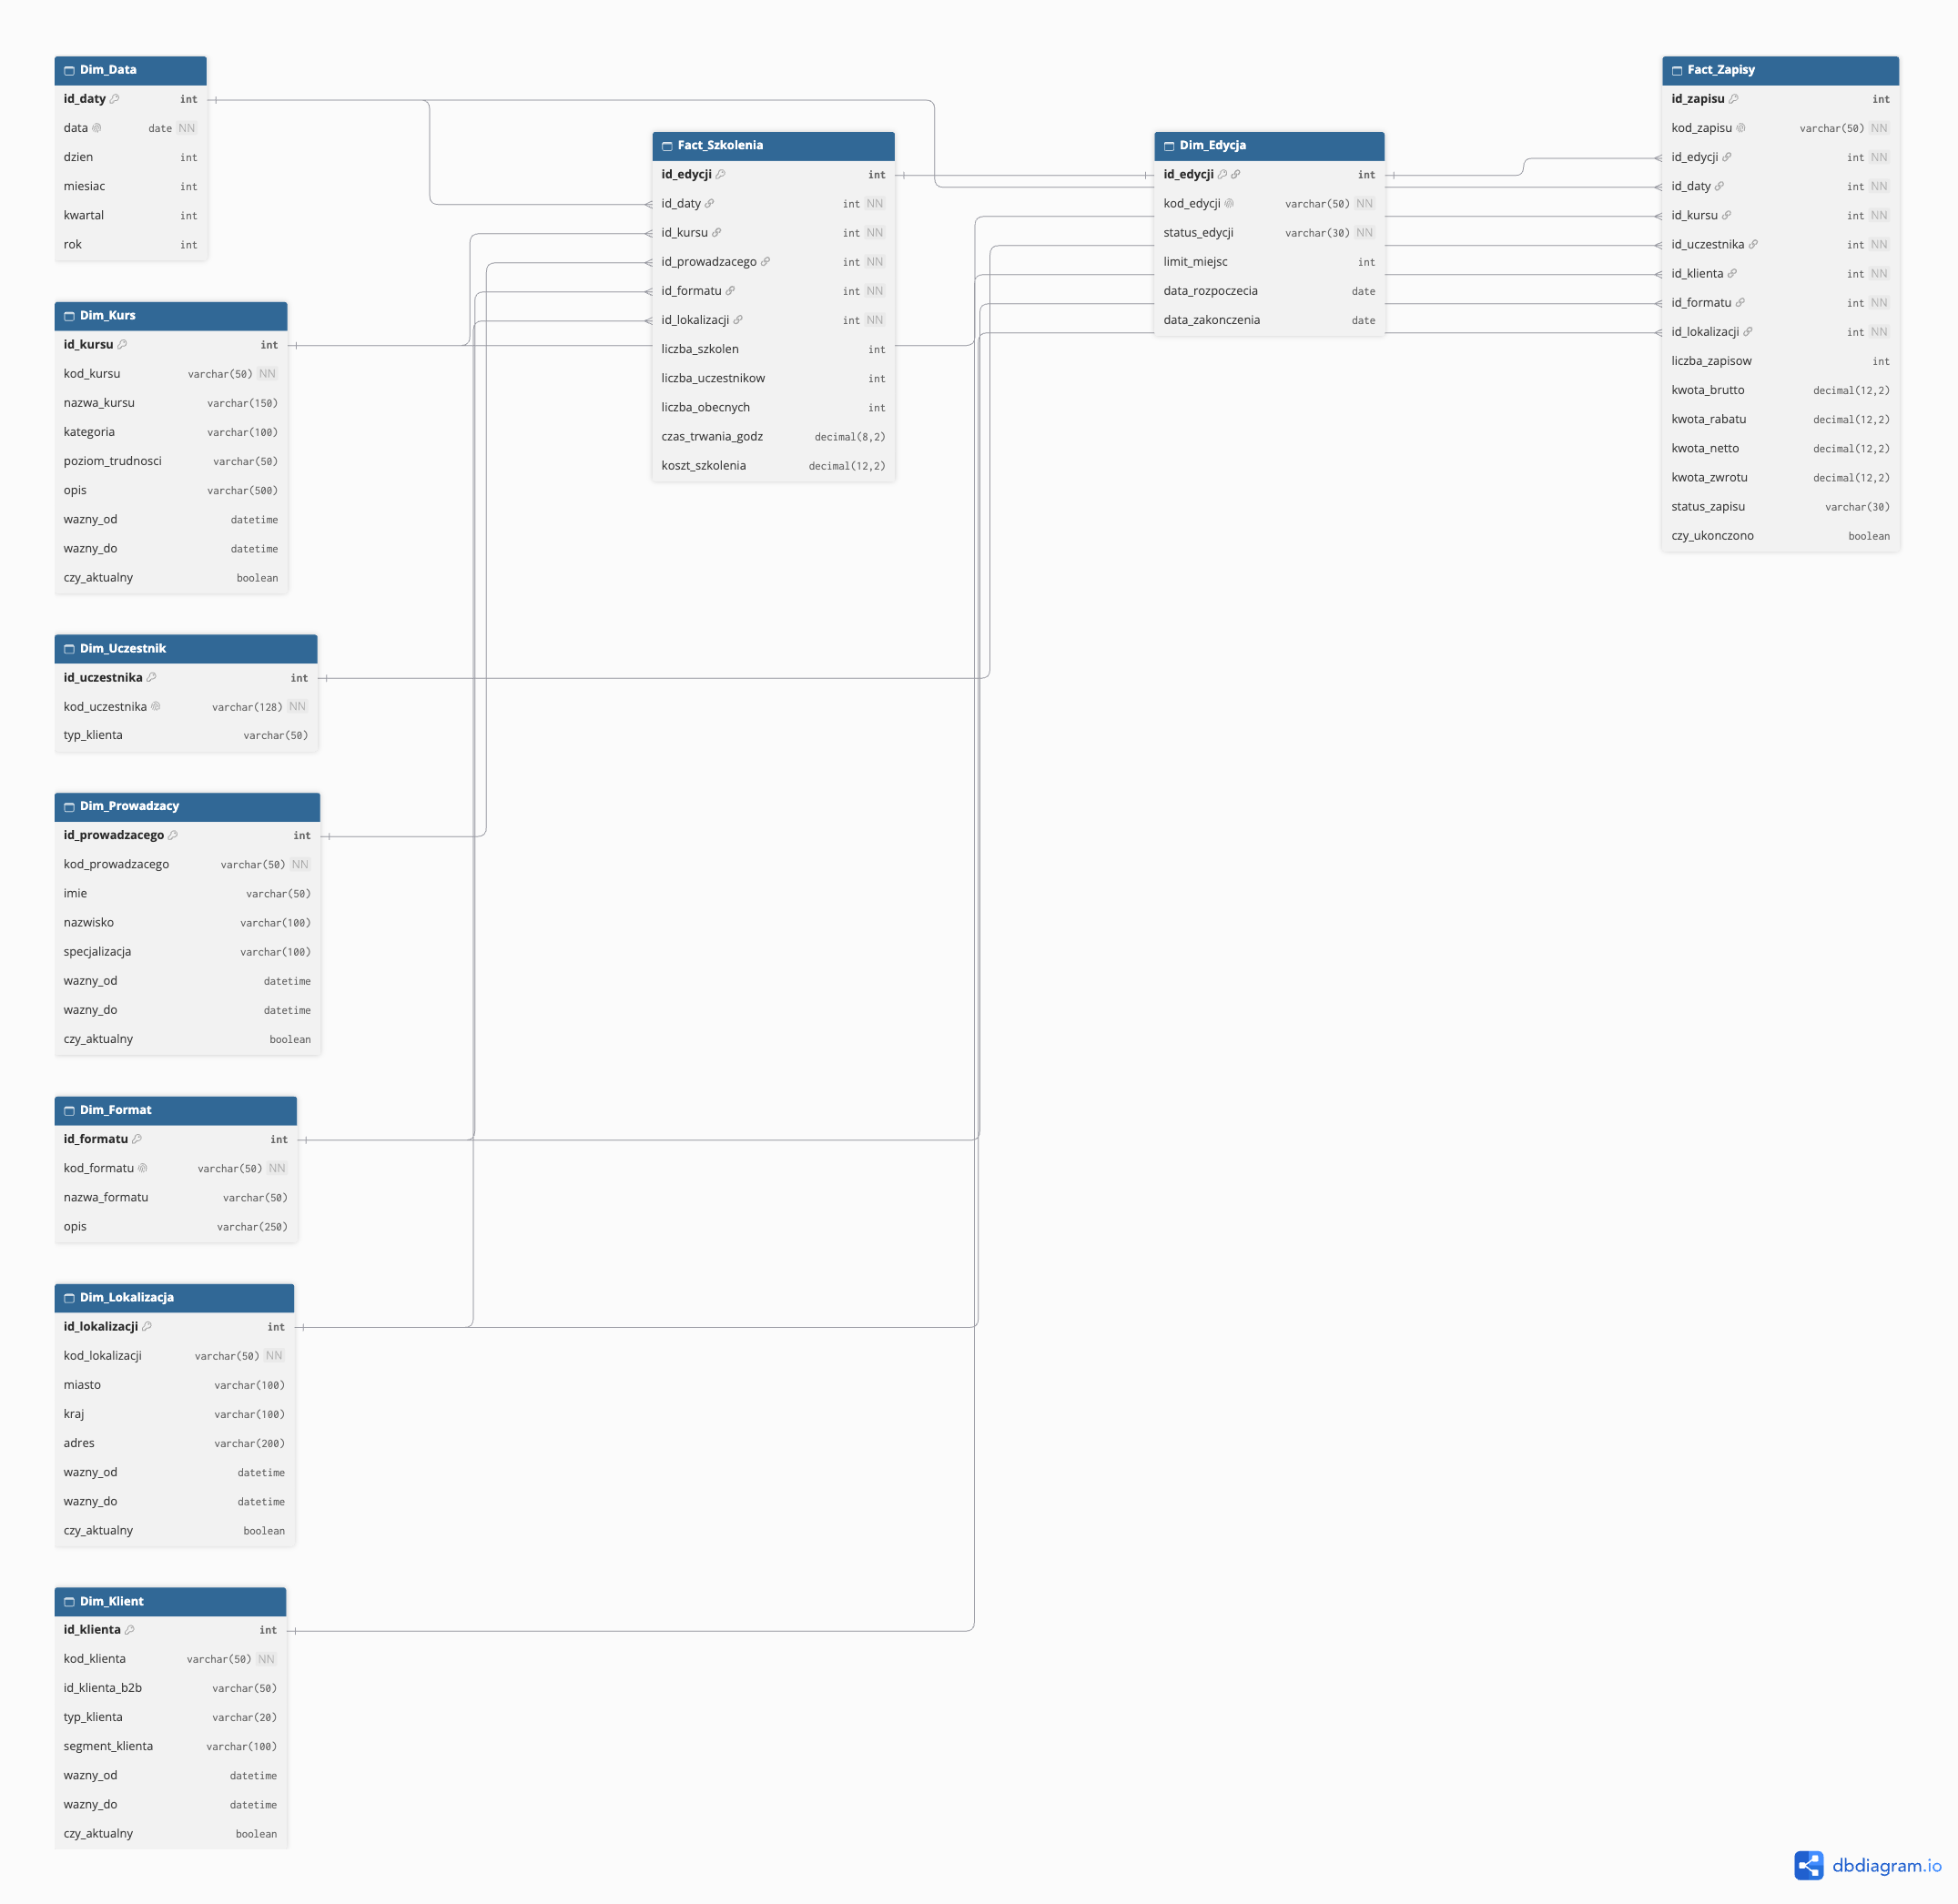 Dim_Data
id_daty int
data date NN
dzien int
miesiac int
kwartal int
rok int
Dim_Kurs
id_kursu int
kod_kursu varchar(50) NN
nazwa_kursu varchar(150)
kategoria varchar(100)
poziom_trudnosci varchar(50)
opis varchar(500)
wazny_od datetime
wazny_do datetime
czy_aktualny boolean
Dim_Uczestnik
id_uczestnika int
kod_uczestnika varchar(128) NN
typ_klienta varchar(50)
Dim_Prowadzacy
id_prowadzacego int
kod_prowadzacego varchar(50) NN
imie varchar(50)
nazwisko varchar(100)
specjalizacja varchar(100)
wazny_od datetime
wazny_do datetime
czy_aktualny boolean
Dim_Format
id_formatu int
kod_formatu varchar(50) NN
nazwa_formatu varchar(50)
opis varchar(250)
Dim_Lokalizacja
id_lokalizacji int
kod_lokalizacji varchar(50) NN
miasto varchar(100)
kraj varchar(100)
adres varchar(200)
wazny_od datetime
wazny_do datetime
czy_aktualny boolean
Dim_Klient
id_klienta int
kod_klienta varchar(50) NN
id_klienta_b2b varchar(50)
typ_klienta varchar(20)
segment_klienta varchar(100)
wazny_od datetime
wazny_do datetime
czy_aktualny boolean
Fact_Szkolenia
id_edycji int
id_daty int NN
id_kursu int NN
id_prowadzacego int NN
id_formatu int NN
id_lokalizacji int NN
liczba_szkolen int
liczba_uczestnikow int
liczba_obecnych int
czas_trwania_godz decimal(8,2)
koszt_szkolenia decimal(12,2)
Dim_Edycja
id_edycji int
kod_edycji varchar(50) NN
status_edycji varchar(30) NN
limit_miejsc int
data_rozpoczecia date
data_zakonczenia date
Fact_Zapisy
id_zapisu int
kod_zapisu varchar(50) NN
id_edycji int NN
id_daty int NN
id_kursu int NN
id_uczestnika int NN
id_klienta int NN
id_formatu int NN
id_lokalizacji int NN
liczba_zapisow int
kwota_brutto decimal(12,2)
kwota_rabatu decimal(12,2)
kwota_netto decimal(12,2)
kwota_zwrotu decimal(12,2)
status_zapisu varchar(30)
czy_ukonczono boolean
dbdiagram.io